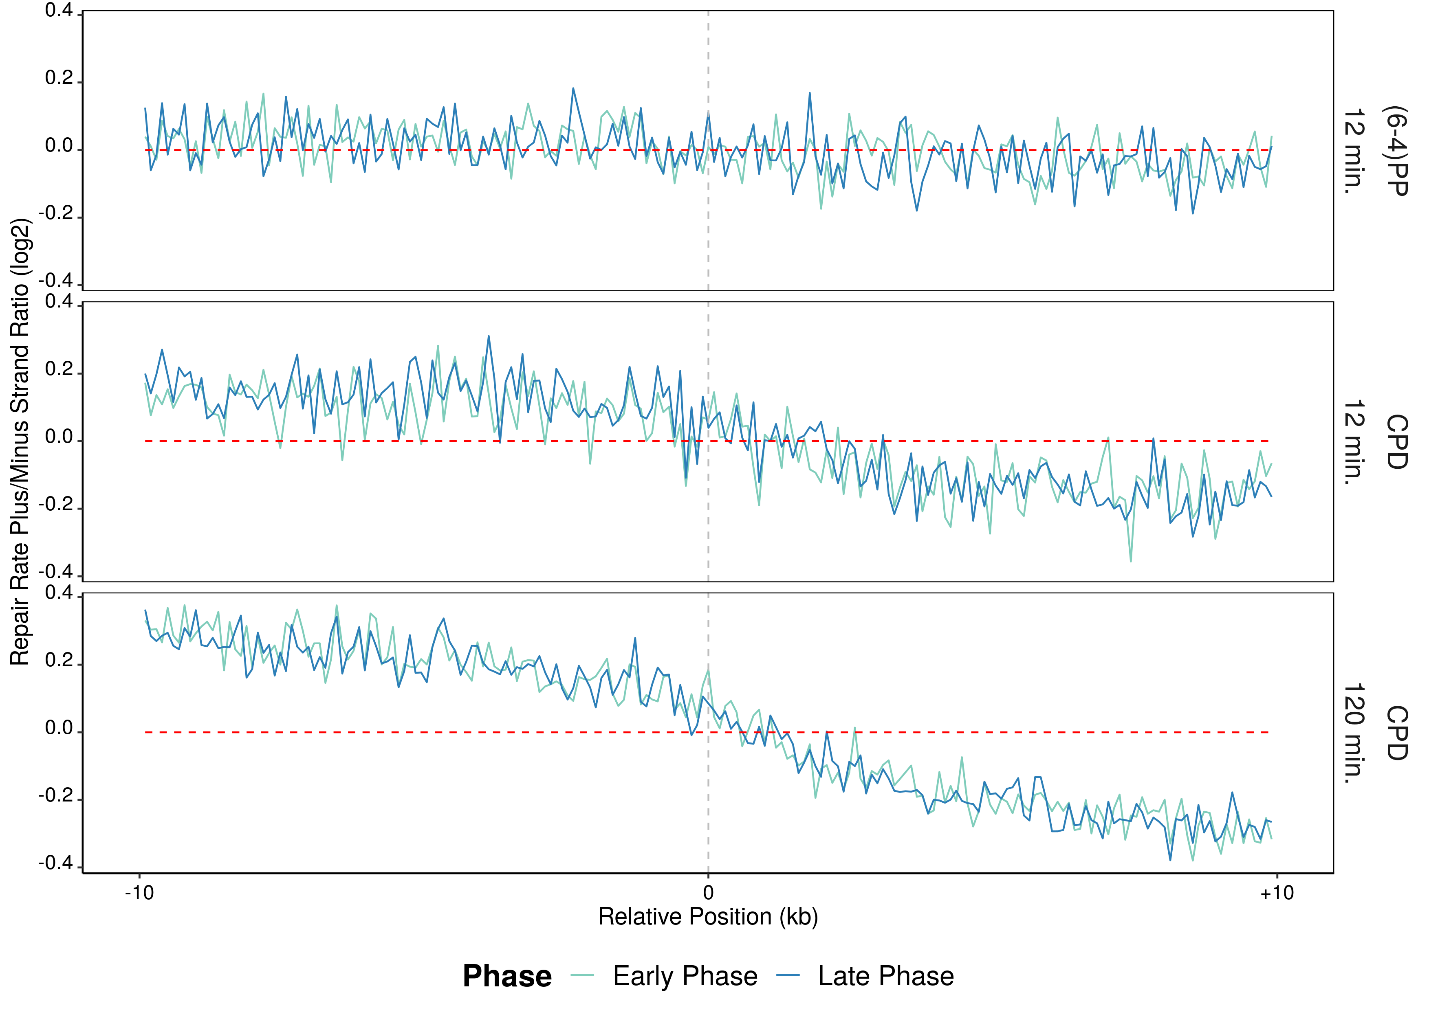 Repair Rate Plus/Minus Strand Ratio (log2)
0.4
0.2
0.0
-0.2
-0.4
(6-4)PP
12 min.
0.4
0.2
0.0
-0.2
-0.4
CPD
12 min.
0.4
0.2
0.0
-0.2
-0.4
CPD
120 min.
-10
0
+10
Relative Position (kb)
Phase
Early Phase
Late Phase